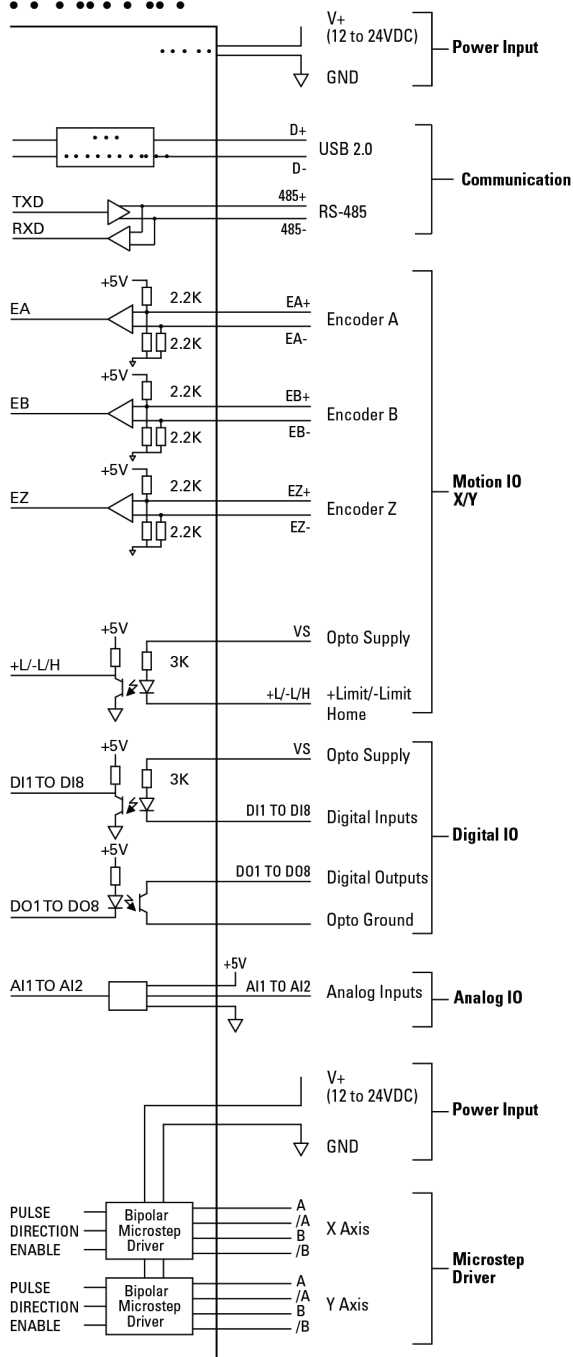 V+
(12 to 24VDC)
Power Input
GND
D+
USB 2.0
D-
Communication
TXD
485+
RS-485
RXD
485-
+5V
2.2K
EA
EA+
Encoder A
EA-
2.2K
+5V
2.2K
EB
EB+
Encoder B
EB-
2.2K
+5V
2.2K
EZ
EZ+
Encoder Z
EZ-
2.2K
Motion IO
X/Y
+5V
VS
Opto Supply
3K
+L/-L/H
+L/-L/H
+Limit/-Limit
Home
+5V
VS
Opto Supply
3K
DI1 TO DI8
DI1 TO DI8
Digital Inputs
Digital IO
+5V
DO1 TO DO8
Digital Outputs
DO1 TO DO8
Opto Ground
+5V
AI1 TO AI2
AI1 TO AI2
Analog Inputs
Analog IO
V+
(12 to 24VDC)
Power Input
GND
PULSE
DIRECTION
ENABLE
Bipolar
Microstep
Driver
A
/A
B
/B
X Axis
Microstep
Driver
PULSE
DIRECTION
ENABLE
Bipolar
Microstep
Driver
A
/A
B
/B
Y Axis